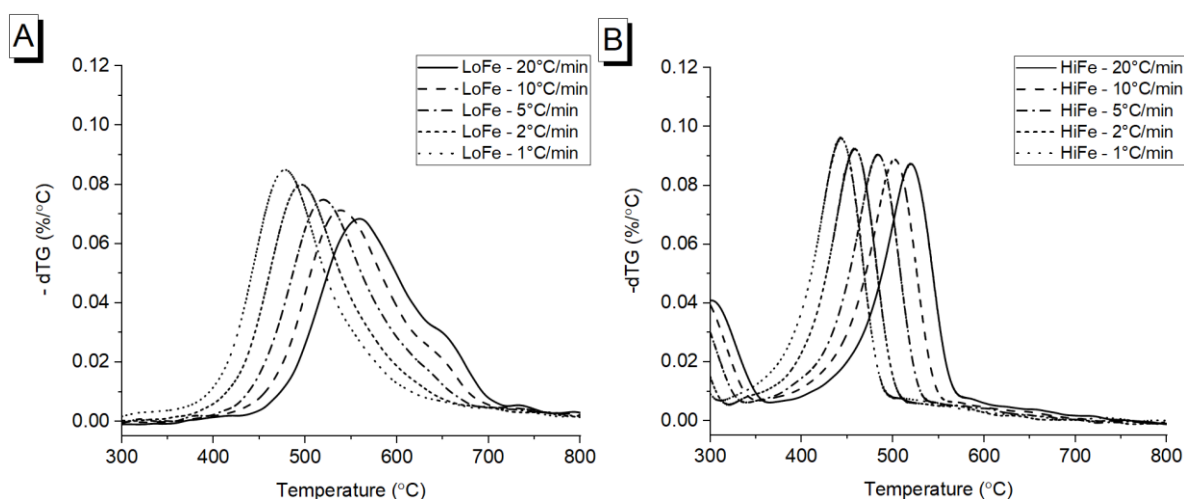 A
LoFe - 20°C/min
LoFe - 10°C/min
LoFe - 5°C/min
LoFe - 2°C/min
LoFe - 1°C/min
0.12
0.10
0.08
0.06
0.04
0.02
0.00
- dTG (%/°C)
300 400 500 600 700 800
Temperature (°C)
B
HiFe - 20°C/min
HiFe - 10°C/min
HiFe - 5°C/min
HiFe - 2°C/min
HiFe - 1°C/min
0.12
0.10
0.08
0.06
0.04
0.02
0.00
-dTG (%/°C)
300 400 500 600 700 800
Temperature (°C)